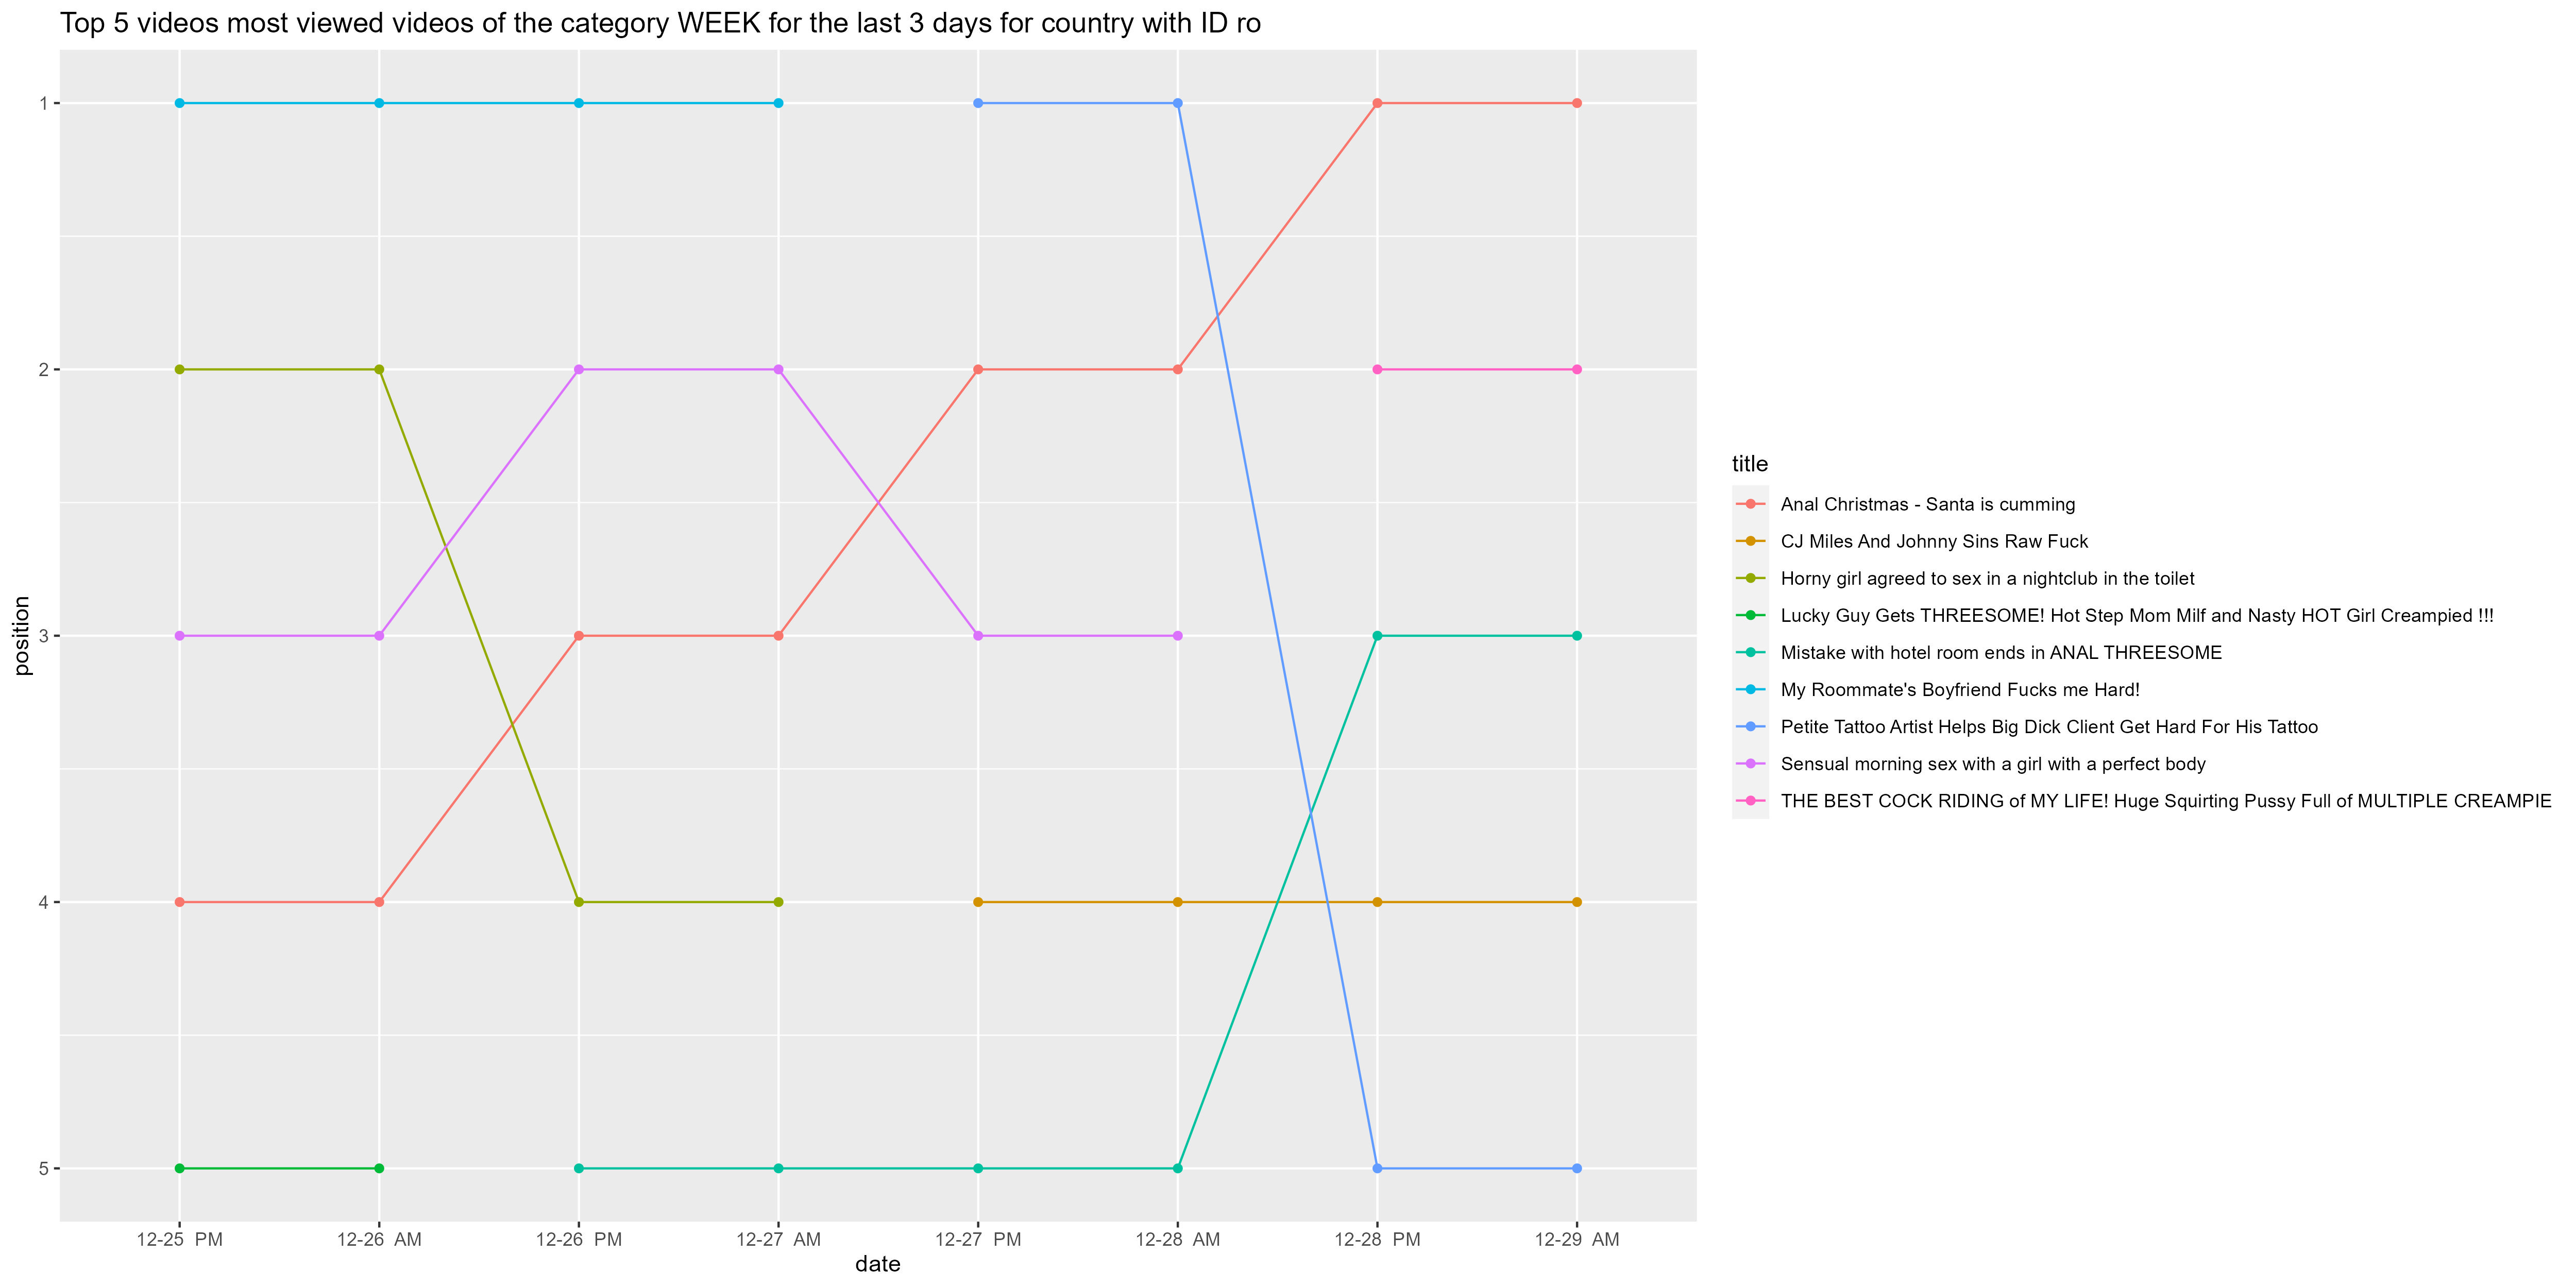 Top 5 videos most viewed videos of the category WEEK for the last 3 days for country with ID ro
position
1
2
3
4
5
12-25 PM
12-26 AM
12-26 PM
12-27 AM
12-27 PM
12-28 AM
12-28 PM
12-29 AM
date
title
Anal Christmas - Santa is cumming
CJ Miles And Johnny Sins Raw Fuck
Horny girl agreed to sex in a nightclub in the toilet
Lucky Guy Gets THREESOME! Hot Step Mom Milf and Nasty HOT Girl Creampied !!!
Mistake with hotel room ends in ANAL THREESOME
My Roommate's Boyfriend Fucks me Hard!
Petite Tattoo Artist Helps Big Dick Client Get Hard For His Tattoo
Sensual morning sex with a girl with a perfect body
THE BEST COCK RIDING of MY LIFE! Huge Squirting Pussy Full of MULTIPLE CREAMPIE